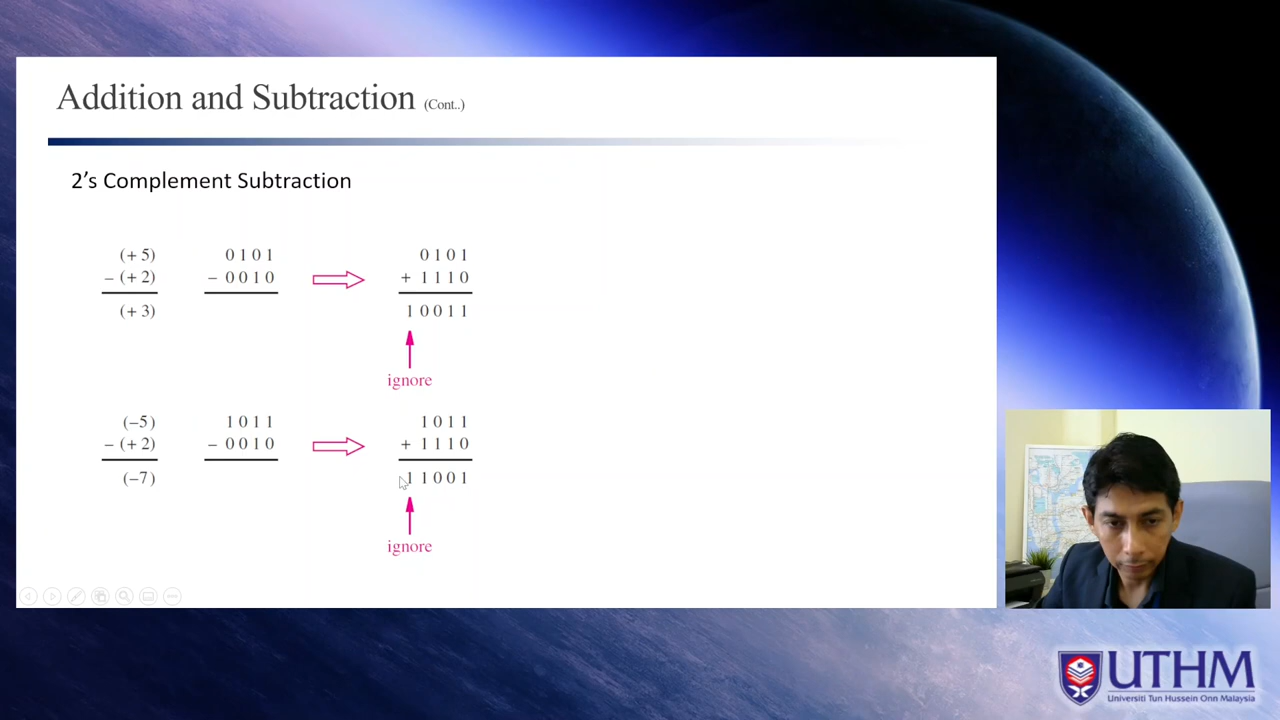 Addition and Subtraction (Cont..)
2's Complement Subtraction
(+ 5) 0 1 0 1 0 1 0 1
– (+ 2) – 0 0 1 0 + 1 1 1 0
(+ 3) 1 0 0 1 1
ignore
(–5) 1 0 1 1 1 0 1 1
– (+ 2) – 0 0 1 0 + 1 1 1 0
(–7) 1 1 0 0 1
ignore
UTHM
Universiti Tun Hussein Onn Malaysia